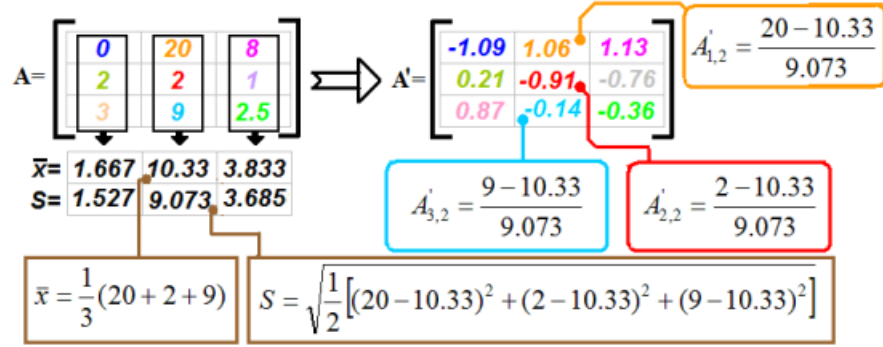 A= 0 20 8
2 2 1
3 9 2.5
x̄= 1.667 10.33 3.833
S= 1.527 9.073 3.685
A'= -1.09 1.06 1.13
0.21 -0.91 -0.76
0.87 -0.14 -0.36
A'₁,₂ = (20 − 10.33) / 9.073
A'₃,₂ = (9 − 10.33) / 9.073
A'₂,₂ = (2 − 10.33) / 9.073
x̄ = 1/3 (20 + 2 + 9)
S = √(1/2 [(20 − 10.33)² + (2 − 10.33)² + (9 − 10.33)²])